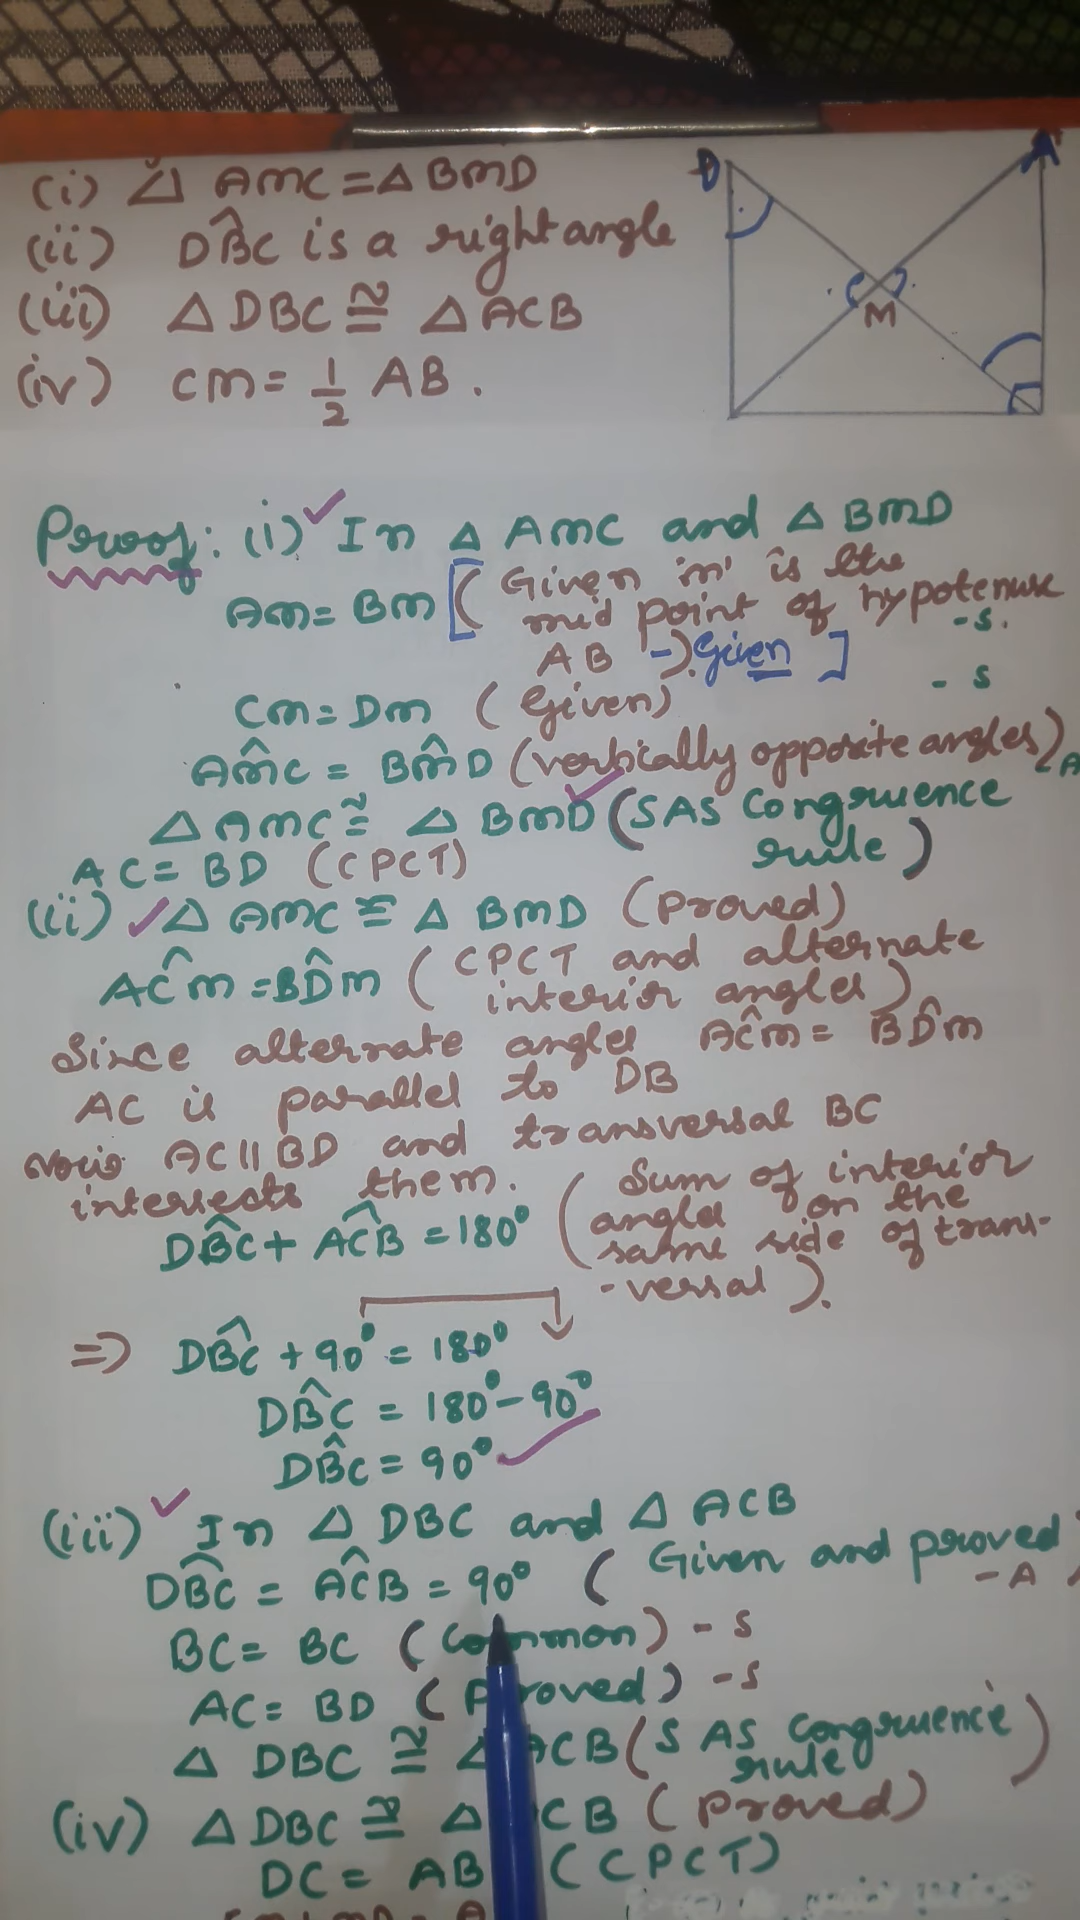 (i) △ AMC = △ BMD
(ii) DB̂C is a right angle
(iii) △ DBC ≅ △ ACB
(iv) CM = 1/2 AB.
D
A
M
Proof: (i) In △ AMC and △ BMD
AM = BM [( Given 'm' is the
mid point of hypotenuse
AB -). Given ] - S.
CM = DM (Given) - S
AM̂C = BM̂D (vertically opposite angles) - A
△ AMC ≅ △ BMD (SAS Congruence
rule)
AC = BD (CPCT)
(ii) △ AMC ≅ △ BMD (Proved)
AĈM = BD̂M ( CPCT and alternate
interior angles)
Since alternate angles AĈM = BD̂M
AC is parallel to DB
Now AC || BD and transversal BC
intersects them.
DB̂C + AĈB = 180° ( Sum of interior
angles on the
same side of trans-
-versal ).
=> DB̂C + 90° = 180°
DB̂C = 180° - 90°
DB̂C = 90°
(iii) In △ DBC and △ ACB
DB̂C = AĈB = 90° ( Given and proved
- A
BC = BC (Common) - S
AC = BD (Proved) - S
△ DBC ≅ △ ACB (SAS Congruence
rule)
(iv) △ DBC ≅ △ CB (Proved)
DC = AB (CPCT)